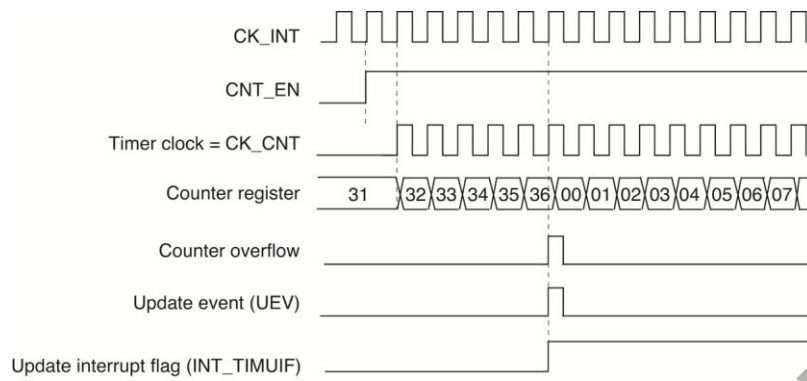 CK_INT
CNT_EN
Timer clock = CK_CNT
Counter register 31 32 33 34 35 36 00 01 02 03 04 05 06 07
Counter overflow
Update event (UEV)
Update interrupt flag (INT_TIMUIF)